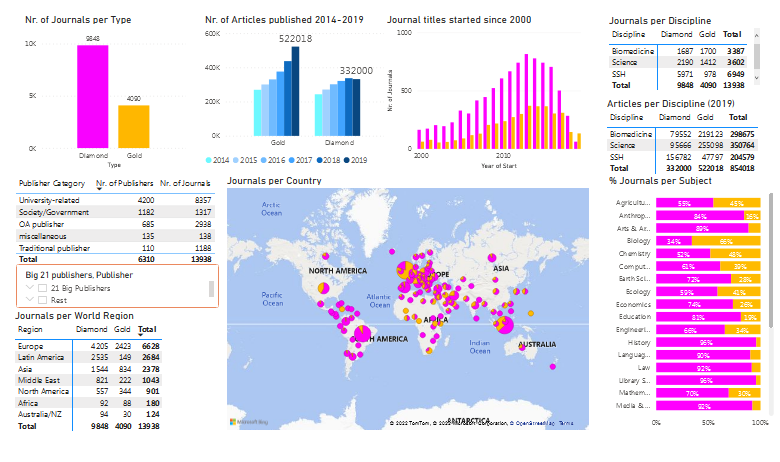 Nr. of Journals per Type
10K
5K
0K
9848
4090
Diamond
Gold
Type
Nr. of Articles published 2014-2019
600K
400K
200K
0K
522018
332000
Gold
Diamond
2014 2015 2016 2017 2018 2019
Journal titles started since 2000
1,000
500
0
Nr. of Journals
2000
2010
Year of Start
Journals per Discipline
Discipline Diamond Gold Total
Biomedicine 1687 1700 3387
Science 2190 1412 3602
SSH 5971 978 6949
Total 9848 4090 13938
Articles per Discipline (2019)
Discipline Diamond Gold Total
Biomedicine 79552 219123 298675
Science 95666 255098 350764
SSH 156782 47797 204579
Total 332000 522018 854018
Publisher Category Nr. of Publishers Nr. of Journals
University-related 4200 8357
Society/Government 1182 1317
OA publisher 685 2938
miscellaneous 135 138
Traditional publisher 110 1188
Total 6310 13938
Big 21 publishers, Publisher
21 Big Publishers
Rest
Journals per World Region
Region Diamond Gold Total
Europe 4205 2423 6628
Latin America 2535 149 2684
Asia 1544 834 2378
Middle East 821 222 1043
North America 557 344 901
Africa 92 88 180
Australia/NZ 94 30 124
Total 9848 4090 13938
Journals per Country
Arctic
Ocean
NORTH AMERICA
ASIA
Pacific
Ocean
Atlantic
Ocean
Indian
Ocean
AUSTRALIA
ANTARCTICA
Microsoft Bing
© 2022 TomTom, © 2022 Microsoft Corporation, © OpenStreetMap Terms
% Journals per Subject
Agricultu... 55% 45%
Anthrop... 84% 16%
Arts & Ar... 89%
Biology 34% 66%
Chemistry 52% 48%
Comput... 61% 39%
Earth Sci... 72% 28%
Ecology 59% 41%
Economics 74% 26%
Education 81% 19%
Engineeri... 66% 34%
History 96%
Languag... 90%
Law 92%
Library S... 96%
Mathem... 70% 30%
Media &... 92%
0% 50% 100%